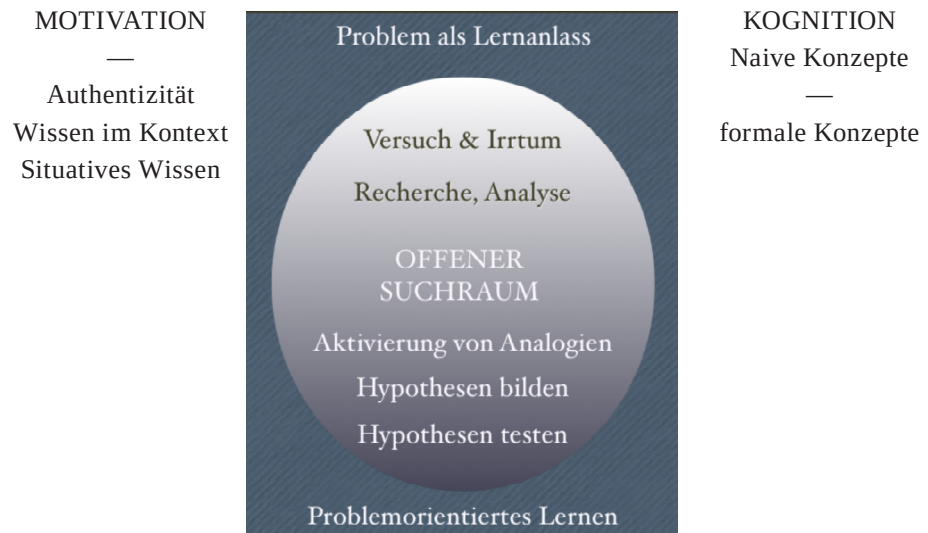 MOTIVATION
—
Authentizität
Wissen im Kontext
Situatives Wissen
Problem als Lernanlass
Versuch & Irrtum
Recherche, Analyse
OFFENER
SUCHRAUM
Aktivierung von Analogien
Hypothesen bilden
Hypothesen testen
Problemorientiertes Lernen
KOGNITION
Naive Konzepte
—
formale Konzepte